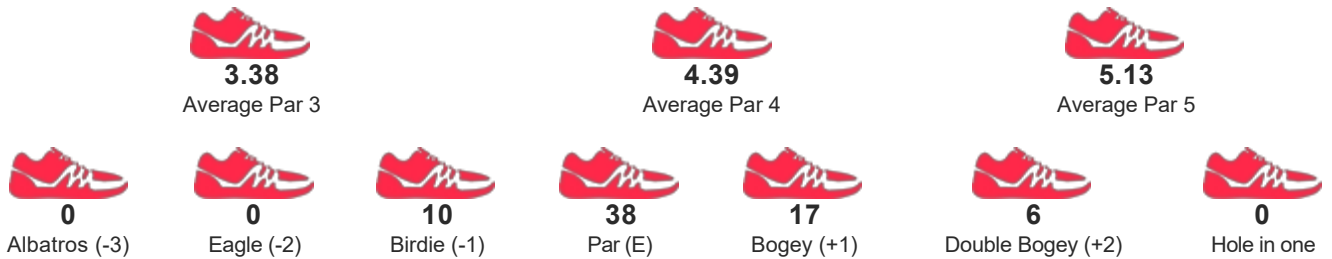 3.38 4.39 5.13
Average Par 3 Average Par 4 Average Par 5
0 0 10 38 17 6 0
Albatros (-3) Eagle (-2) Birdie (-1) Par (E) Bogey (+1) Double Bogey (+2) Hole in one